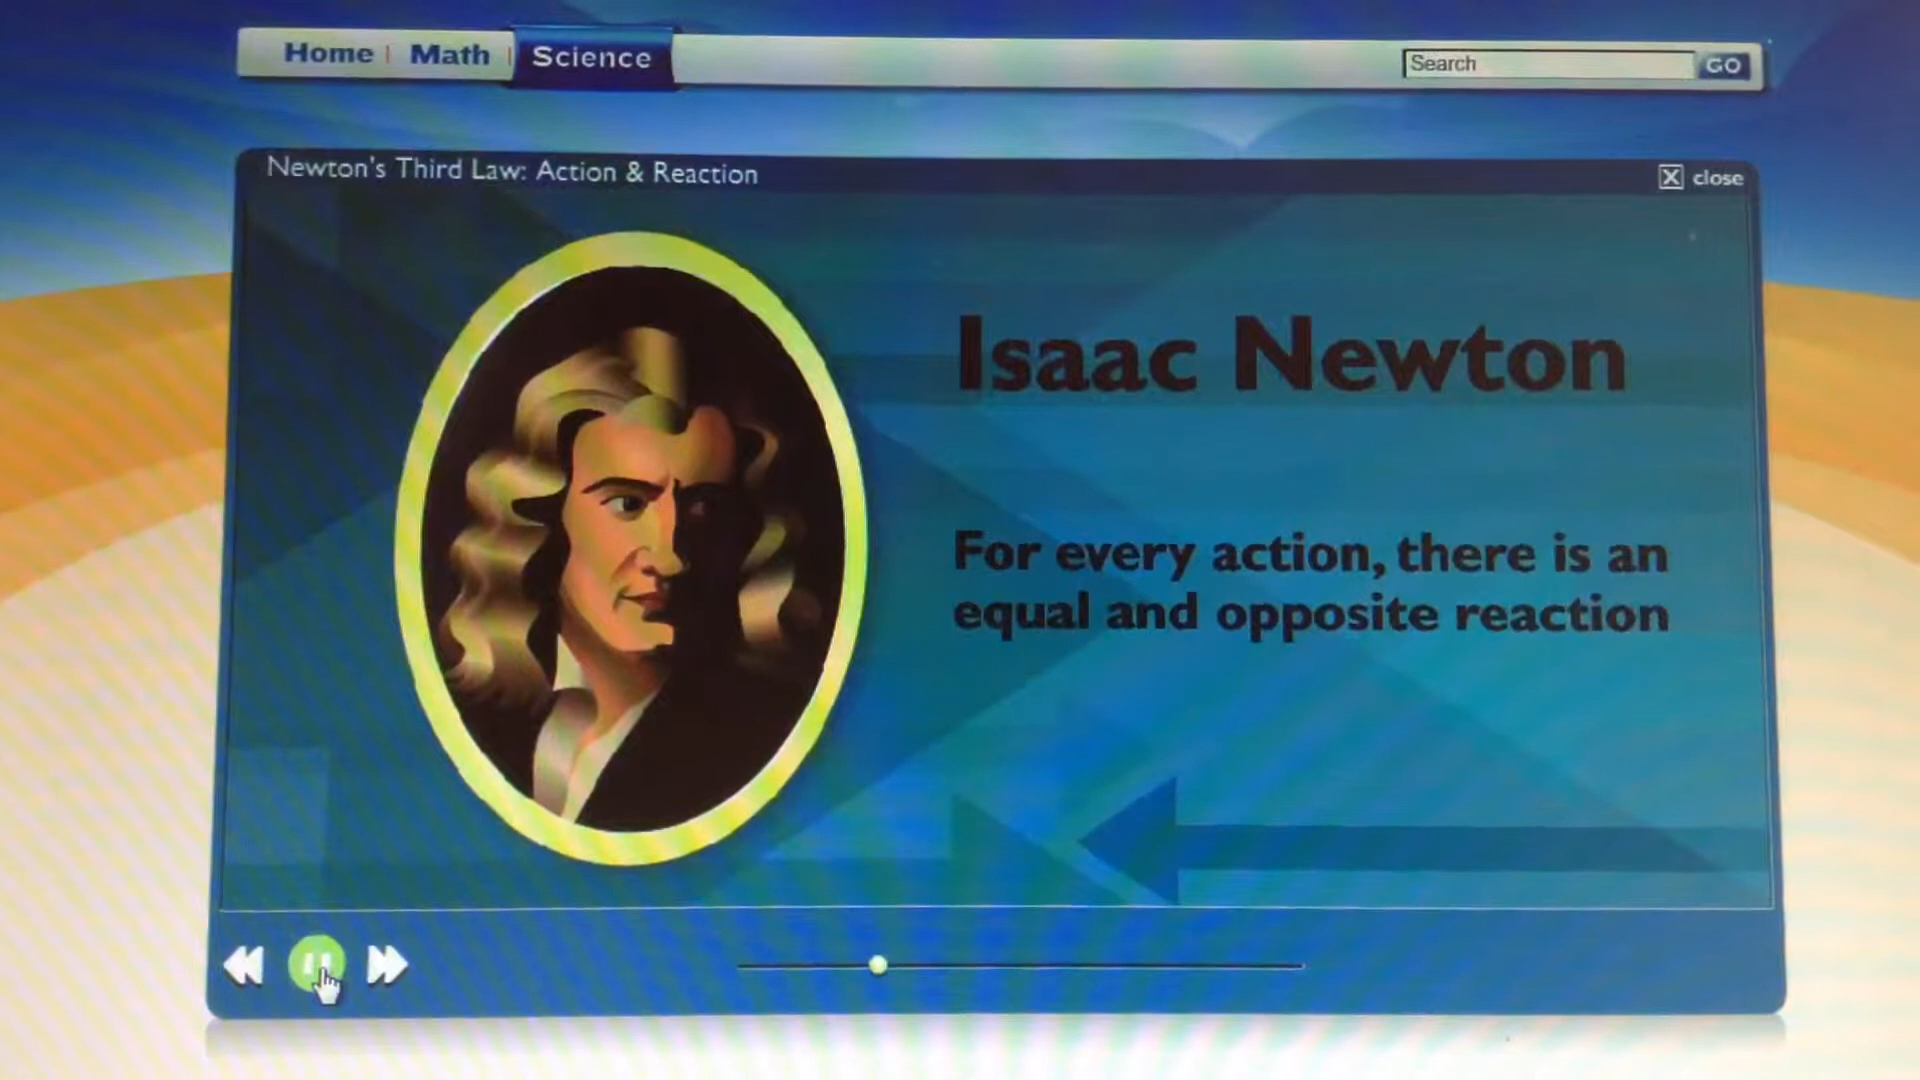 Home Math Science Search GO
Newton's Third Law: Action & Reaction X close
Isaac Newton
For every action, there is an
equal and opposite reaction